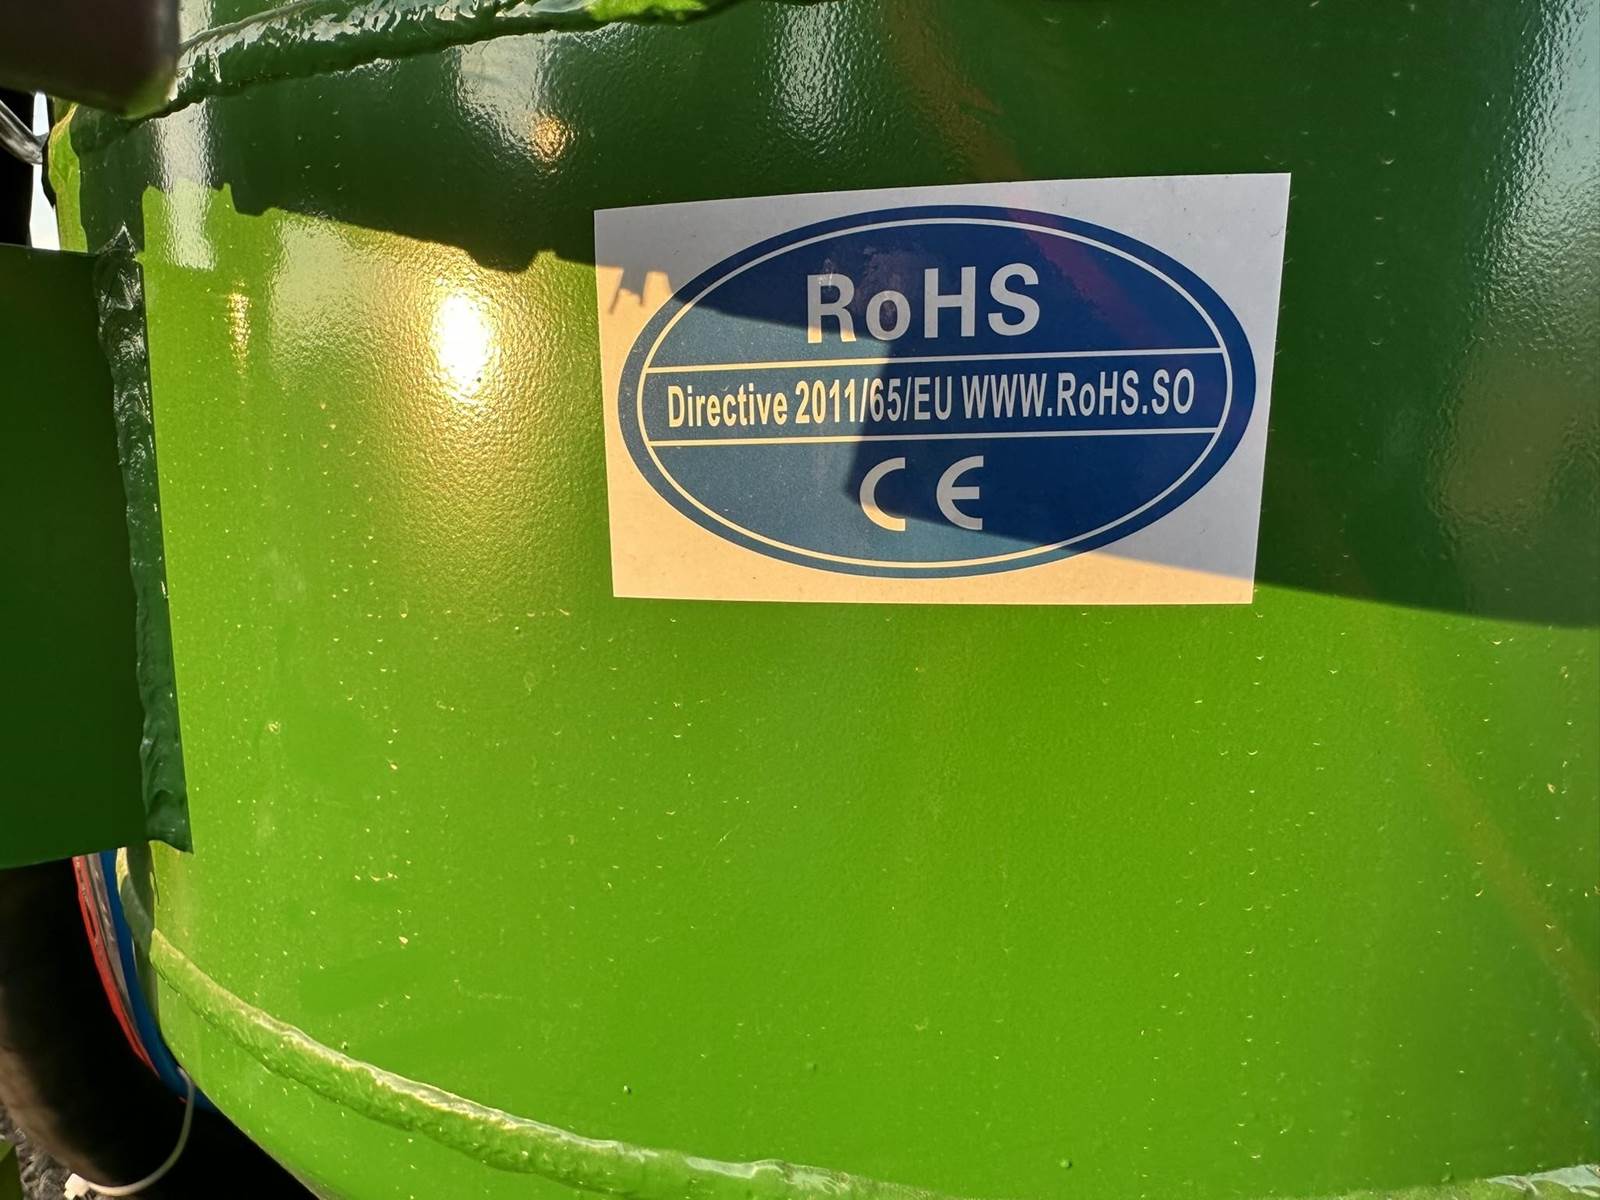 RoHS
Directive 2011/65/EU WWW.RoHS.SO
CE